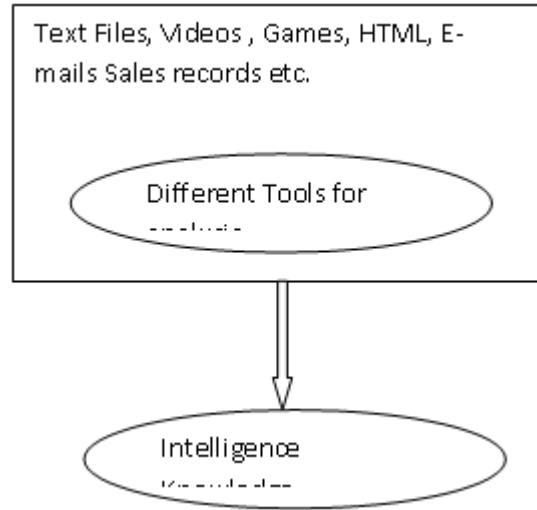 Text Files, Videos , Games, HTML, E-
mails Sales records etc.
Different Tools for
Intelligence